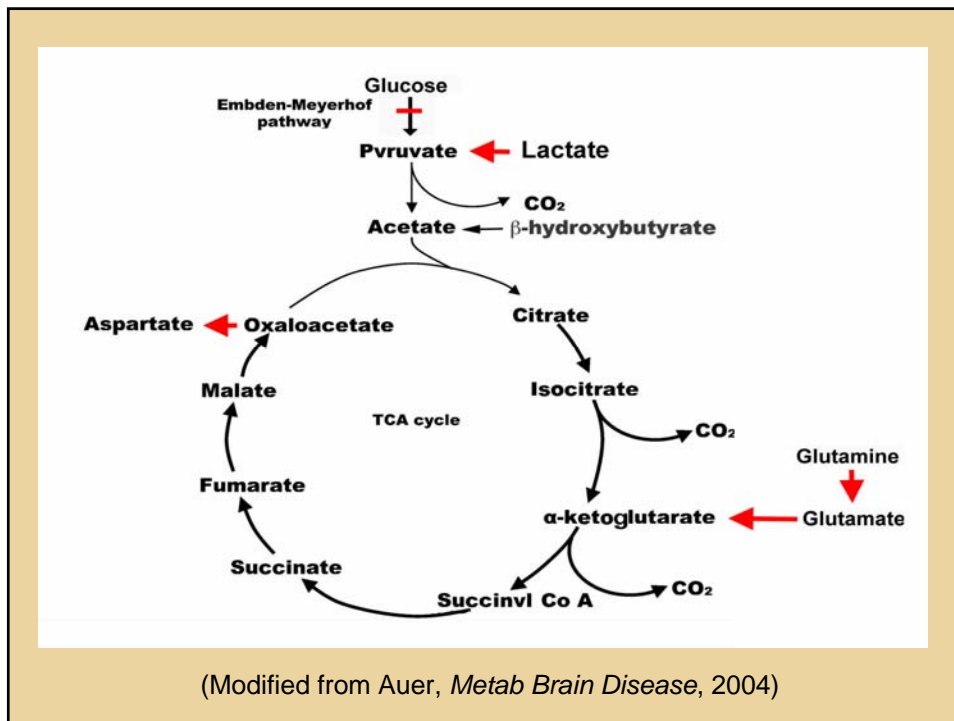 Glucose
Embden-Meyerhof
pathway
Pvruvate
Lactate
CO₂
Acetate
β-hydroxybutyrate
Aspartate
Oxaloacetate
Citrate
Malate
Isocitrate
TCA cycle
CO₂
Glutamine
Fumarate
α-ketoglutarate
Glutamate
Succinate
CO₂
Succinvl Co A
(Modified from Auer, Metab Brain Disease, 2004)